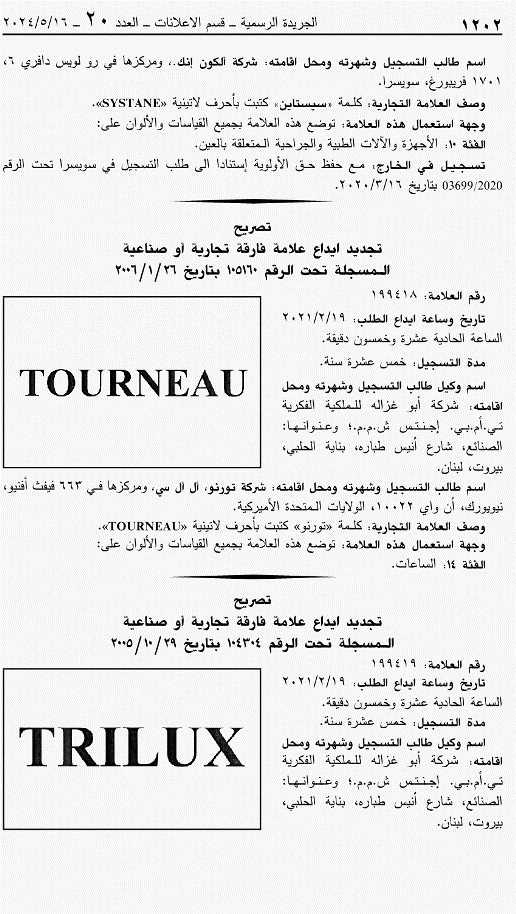 ١٢٠٢ الجريدة الرسمية ــ قسم الاعلانات ــ العدد ٢٠ ــ ٢٠٢٤/٥/١٦
اسم طالب التسجيل وشهرته ومحل اقامته: شركة الكون إنك.، ومركزها في رو لويس دافري ٦،
١٧٠١ فريبورغ، سويسرا.
وصف العلامة التجارية: كلمة «سيستاين» كتبت بأحرف لاتينية «SYSTANE».
وجهة استعمال هذه العلامة: توضع هذه العلامة بجميع القياسات والألوان على:
الفئة ١٠: الأجهزة والآلات الطبية والجراحية المتعلقة بالعين.
تسجيل في الخارج: مع حفظ حق الأولوية إستنادا الى طلب التسجيل في سويسرا تحت الرقم
03699/2020 بتاريخ ٢٠٢٠/٣/١٦.
تصريح
تجديد ايداع علامة فارقة تجارية أو صناعية
المسجلة تحت الرقم ١٠٥١٦٠ بتاريخ ٢٠٠٦/١/٢٦
رقم العلامة: ١٩٩٤١٨
تاريخ وساعة ايداع الطلب: ٢٠٢١/٢/١٩
الساعة الحادية عشرة وخمسون دقيقة.
مدة التسجيل: خمس عشرة سنة.
اسم وكيل طالب التسجيل وشهرته ومحل
اقامته: شركة أبو غزاله للملكية الفكرية
تي.أم.بي. إجنتس ش.م.م.؛ وعنوانها:
الصنائع، شارع أنيس طباره، بناية الحلبي،
بيروت، لبنان.
TOURNEAU
اسم طالب التسجيل وشهرته ومحل اقامته: شركة تورنو، آل آل سي، ومركزها في ٦٦٣ فيفث أفنيو،
نيويورك، أن واي ١٠٠٢٢، الولايات المتحدة الأميركية.
وصف العلامة التجارية: كلمة «تورنو» كتبت بأحرف لاتينية «TOURNEAU».
وجهة استعمال هذه العلامة: توضع هذه العلامة بجميع القياسات والألوان على:
الفئة ١٤: الساعات.
تصريح
تجديد ايداع علامة فارقة تجارية أو صناعية
المسجلة تحت الرقم ١٠٤٣٠٤ بتاريخ ٢٠٠٥/١٠/٢٩
رقم العلامة: ١٩٩٤١٩
تاريخ وساعة ايداع الطلب: ٢٠٢١/٢/١٩
الساعة الحادية عشرة وخمسون دقيقة.
مدة التسجيل: خمس عشرة سنة.
اسم وكيل طالب التسجيل وشهرته ومحل
اقامته: شركة أبو غزاله للملكية الفكرية
تي.أم.بي. إجنتس ش.م.م.؛ وعنوانها:
الصنائع، شارع أنيس طباره، بناية الحلبي،
بيروت، لبنان.
TRILUX